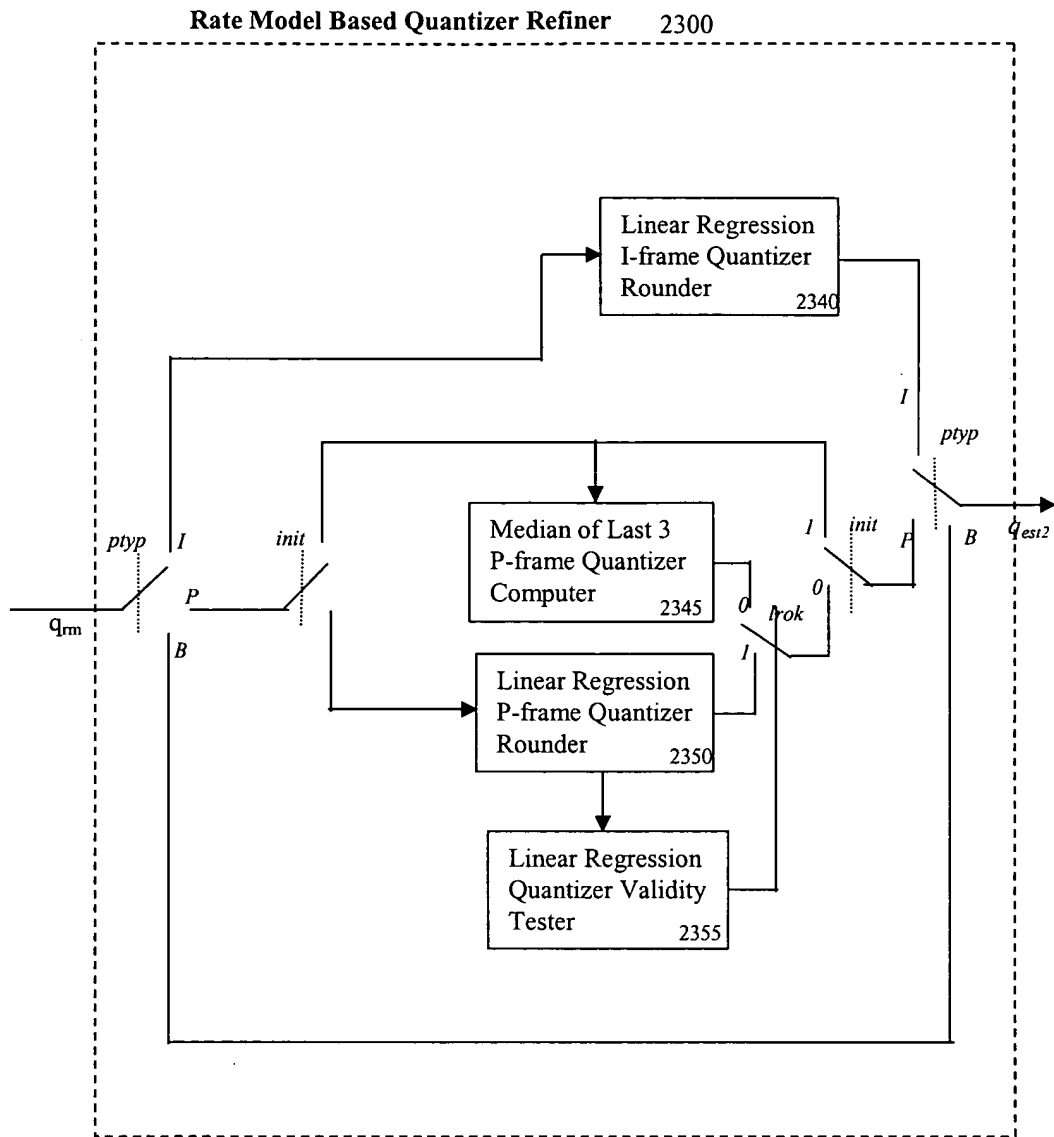 Rate Model Based Quantizer Refiner 2300
Linear Regression
I-frame Quantizer
Rounder
2340
I
ptyp
ptyp
I
init
Median of Last 3
P-frame Quantizer
Computer
2345
1
init
P
B
q_est2
P
q_rm
B
0
0
lrok
1
Linear Regression
P-frame Quantizer
Rounder
2350
Linear Regression
Quantizer Validity
Tester
2355